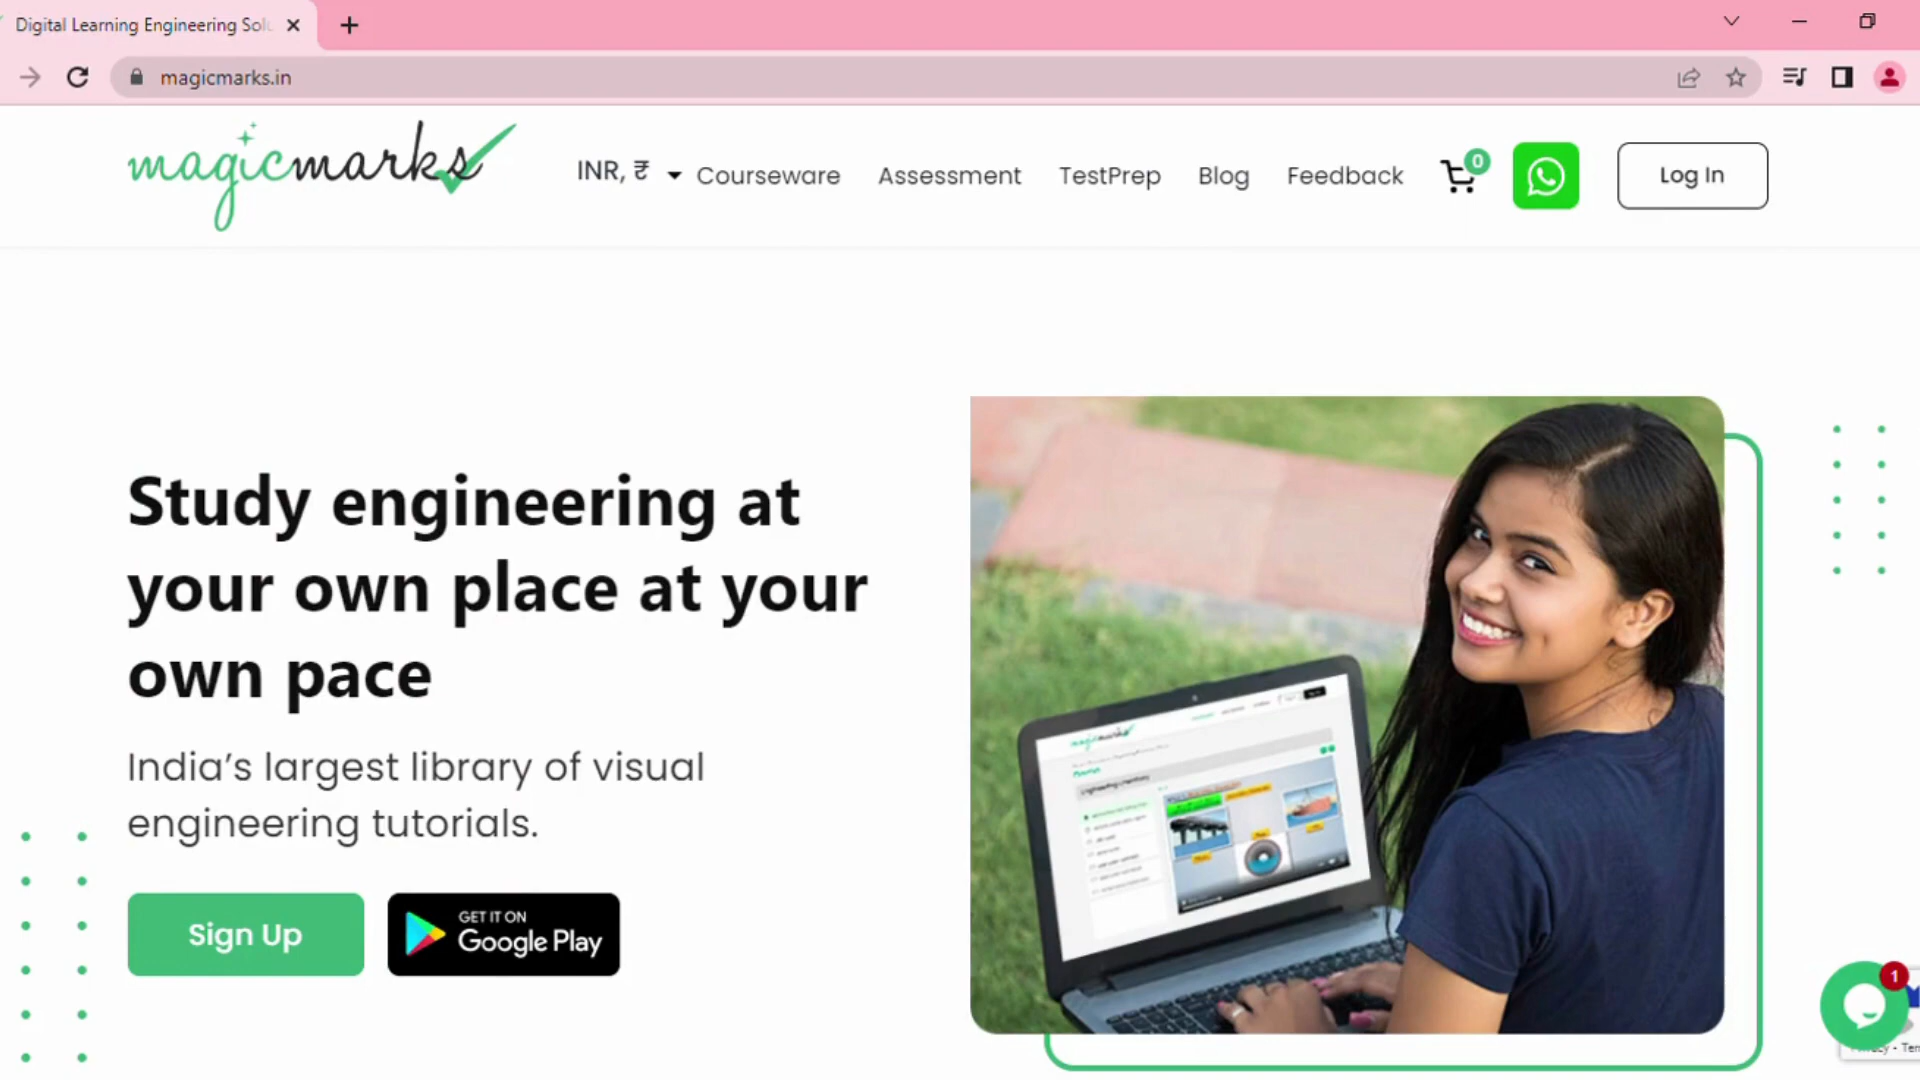 Digital Learning Engineering Sol
magicmarks.in
magicmarks
INR, ₹
Courseware
Assessment
TestPrep
Blog
Feedback
0
Log In
Study engineering at
your own place at your
own pace
India’s largest library of visual
engineering tutorials.
Sign Up
GET IT ON
Google Play
magicmarks
1